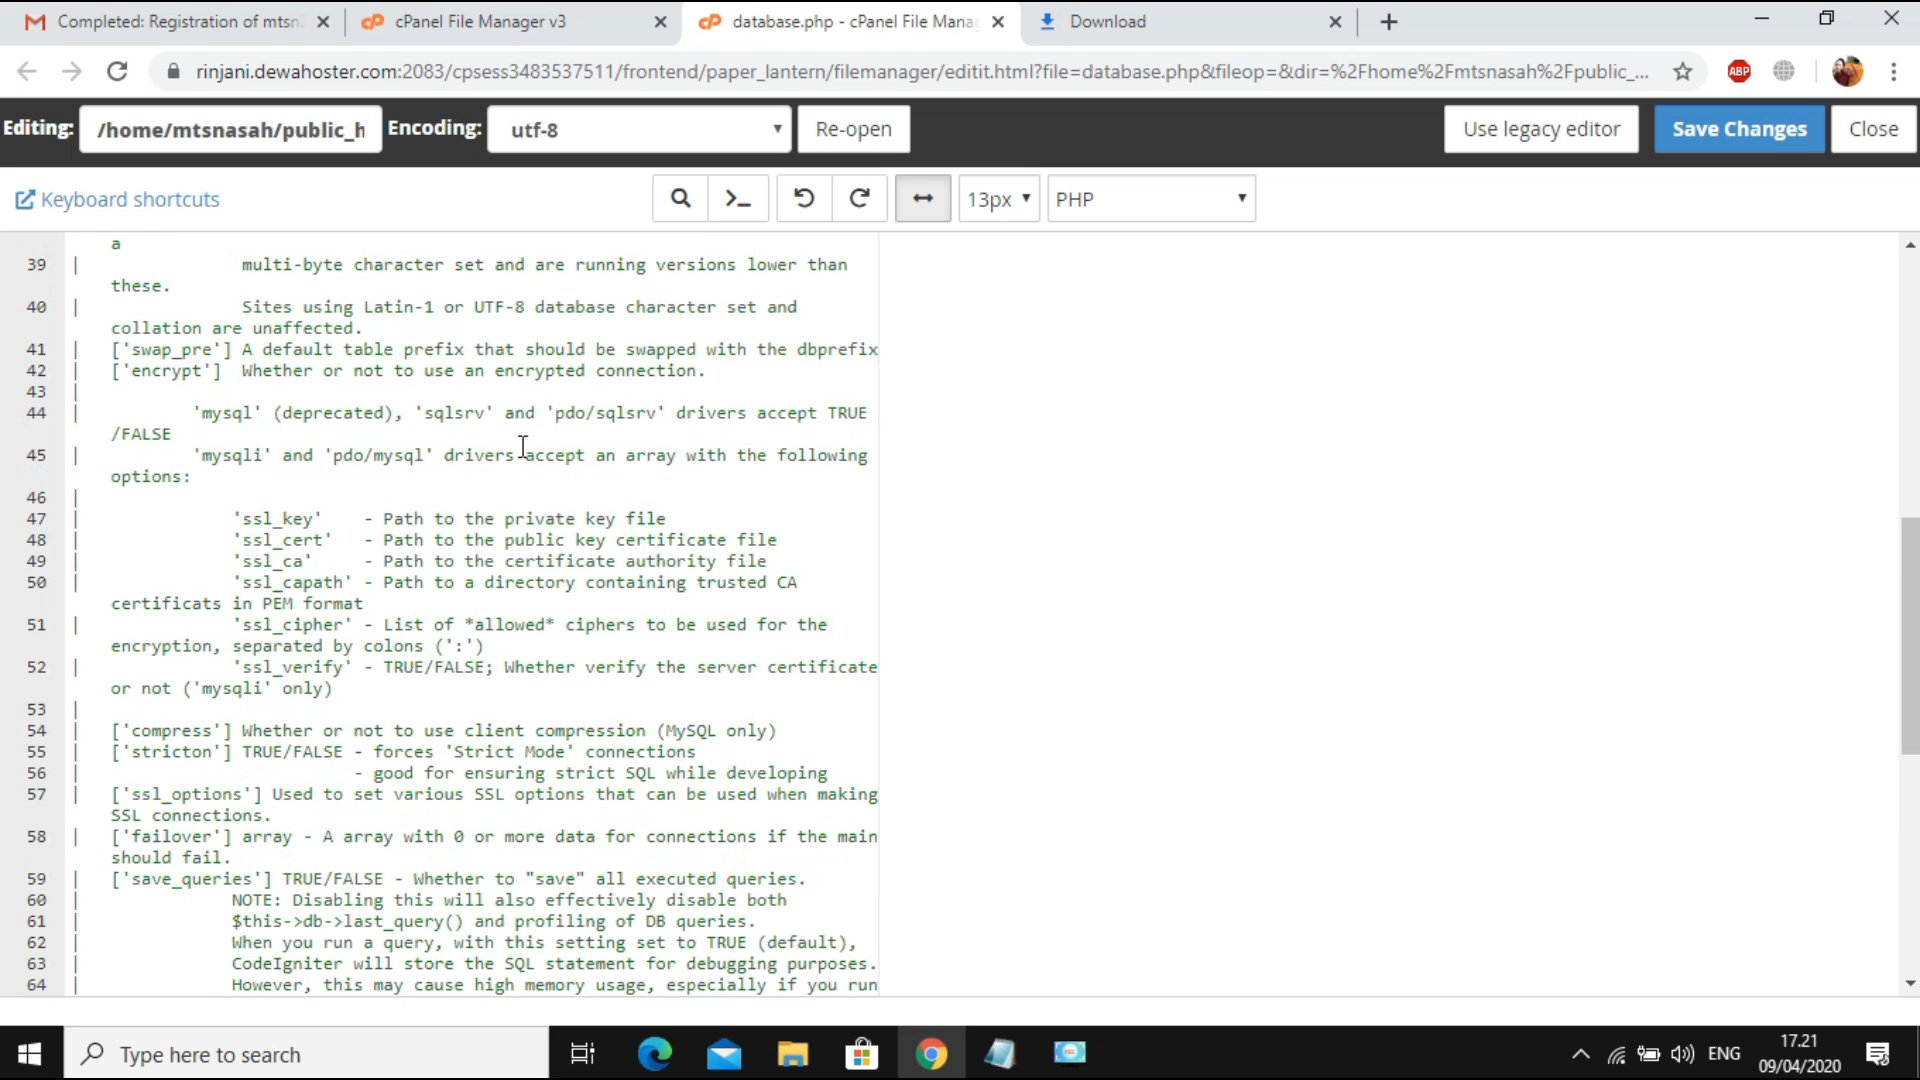 Completed: Registration of mtsn
cPanel File Manager v3
database.php - cPanel File Mana
Download
rinjani.dewahoster.com:2083/cpsess3483537511/frontend/paper_lantern/filemanager/editit.html?file=database.php&fileop=&dir=%2Fhome%2Fmtsnasah%2Fpublic_...
ABP
Editing: /home/mtsnasah/public_h Encoding: utf-8 Re-open Use legacy editor Save Changes Close
Keyboard shortcuts 13px PHP
a
39 | multi-byte character set and are running versions lower than
these.
40 | Sites using Latin-1 or UTF-8 database character set and
collation are unaffected.
41 | ['swap_pre'] A default table prefix that should be swapped with the dbprefix
42 | ['encrypt'] Whether or not to use an encrypted connection.
43 |
44 | 'mysql' (deprecated), 'sqlsrv' and 'pdo/sqlsrv' drivers accept TRUE
/FALSE
45 | 'mysqli' and 'pdo/mysql' drivers accept an array with the following
options:
46 |
47 | 'ssl_key' - Path to the private key file
48 | 'ssl_cert' - Path to the public key certificate file
49 | 'ssl_ca' - Path to the certificate authority file
50 | 'ssl_capath' - Path to a directory containing trusted CA
certificats in PEM format
51 | 'ssl_cipher' - List of *allowed* ciphers to be used for the
encryption, separated by colons (':')
52 | 'ssl_verify' - TRUE/FALSE; Whether verify the server certificate
or not ('mysqli' only)
53 |
54 | ['compress'] Whether or not to use client compression (MySQL only)
55 | ['stricton'] TRUE/FALSE - forces 'Strict Mode' connections
56 | - good for ensuring strict SQL while developing
57 | ['ssl_options'] Used to set various SSL options that can be used when making
SSL connections.
58 | ['failover'] array - A array with 0 or more data for connections if the main
should fail.
59 | ['save_queries'] TRUE/FALSE - Whether to "save" all executed queries.
60 | NOTE: Disabling this will also effectively disable both
61 | $this->db->last_query() and profiling of DB queries.
62 | When you run a query, with this setting set to TRUE (default),
63 | CodeIgniter will store the SQL statement for debugging purposes.
64 | However, this may cause high memory usage, especially if you run
Type here to search
ENG
17.21
09/04/2020